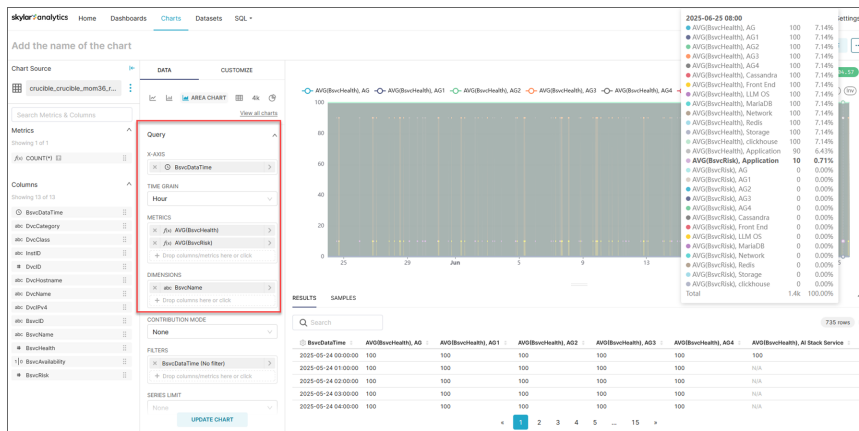 skylar analytics Home Dashboards Charts Datasets SQL
Settings
Add the name of the chart
Chart Source
crucible_crucible_mom36_r...
Search Metrics & Columns
Metrics
Showing 1 of 1
f(x) COUNT(*)
Columns
Showing 13 of 13
BsvcDataTime
abc DvcCategory
abc DvcClass
abc InstID
# DvcID
abc DvcHostname
abc DvcName
abc DvcIPv4
abc BsvcID
abc BsvcName
# BsvcHealth
1|0 BsvcAvailability
# BsvcRisk
DATA CUSTOMIZE
AREA CHART 4k
View all charts
Query
X-AXIS
× BsvcDataTime
TIME GRAIN
Hour
METRICS
× f(x) AVG(BsvcHealth)
× f(x) AVG(BsvcRisk)
+ Drop columns/metrics here or click
DIMENSIONS
× abc BsvcName
+ Drop columns here or click
CONTRIBUTION MODE
None
FILTERS
× BsvcDataTime (No filter)
+ Drop columns/metrics here or click
SERIES LIMIT
None
UPDATE CHART
AVG(BsvcHealth), AG AVG(BsvcHealth), AG1 AVG(BsvcHealth), AG2 AVG(BsvcHealth), AG3 AVG(BsvcHealth), AG4
Inv
100
80
60
40
20
0
25 29 Jun 5 9 13
2025-06-25 08:00
AVG(BsvcHealth), AG 100 7.14%
AVG(BsvcHealth), AG1 100 7.14%
AVG(BsvcHealth), AG2 100 7.14%
AVG(BsvcHealth), AG3 100 7.14%
AVG(BsvcHealth), AG4 100 7.14%
AVG(BsvcHealth), Cassandra 100 7.14%
AVG(BsvcHealth), Front End 100 7.14%
AVG(BsvcHealth), LLM OS 100 7.14%
AVG(BsvcHealth), MariaDB 100 7.14%
AVG(BsvcHealth), Network 100 7.14%
AVG(BsvcHealth), Redis 100 7.14%
AVG(BsvcHealth), Storage 100 7.14%
AVG(BsvcHealth), clickhouse 100 7.14%
AVG(BsvcHealth), Application 90 6.43%
AVG(BsvcRisk), Application 10 0.71%
AVG(BsvcRisk), AG 0 0.00%
AVG(BsvcRisk), AG1 0 0.00%
AVG(BsvcRisk), AG2 0 0.00%
AVG(BsvcRisk), AG3 0 0.00%
AVG(BsvcRisk), AG4 0 0.00%
AVG(BsvcRisk), Cassandra 0 0.00%
AVG(BsvcRisk), Front End 0 0.00%
AVG(BsvcRisk), LLM OS 0 0.00%
AVG(BsvcRisk), MariaDB 0 0.00%
AVG(BsvcRisk), Network 0 0.00%
AVG(BsvcRisk), Redis 0 0.00%
AVG(BsvcRisk), Storage 0 0.00%
AVG(BsvcRisk), clickhouse 0 0.00%
Total 1.4k 100.00%
RESULTS SAMPLES
Search
735 rows
BsvcDataTime AVG(BsvcHealth), AG AVG(BsvcHealth), AG1 AVG(BsvcHealth), AG2 AVG(BsvcHealth), AG3 AVG(BsvcHealth), AG4 AVG(BsvcHealth), AI Stack Service
2025-05-24 00:00:00 100 100 100 100 100 100
2025-05-24 01:00:00 100 100 100 100 100 N/A
2025-05-24 02:00:00 100 100 100 100 100 N/A
2025-05-24 03:00:00 100 100 100 100 100 N/A
2025-05-24 04:00:00 100 100 100 100 100 N/A
« 1 2 3 4 5 ... 15 »